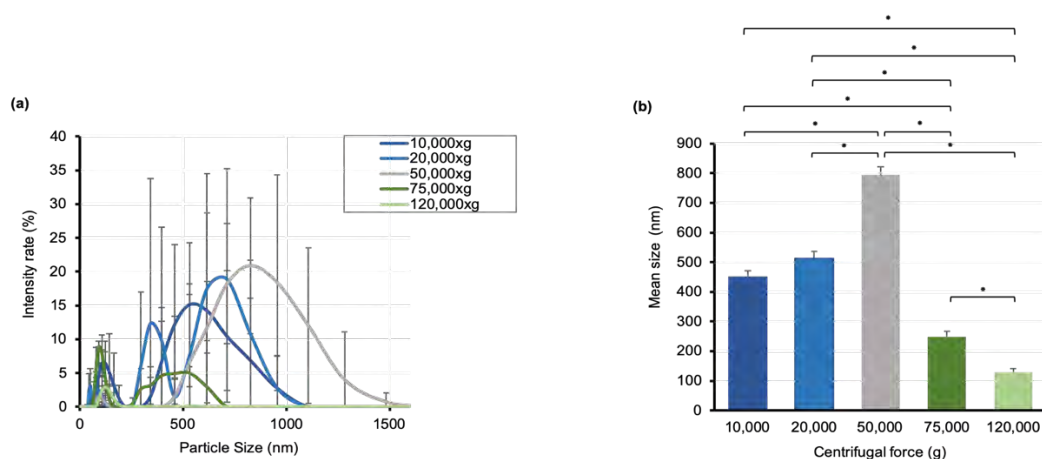 (a)
40
35
30
25
20
15
10
5
0
Intensity rate (%)
0 500 1000 1500
Particle Size (nm)
10,000xg
20,000xg
50,000xg
75,000xg
120,000xg
(b)
* 
*
*
*
* *
* *
*
900
800
700
600
500
400
300
200
100
0
Mean size (nm)
10,000 20,000 50,000 75,000 120,000
Centrifugal force (g)